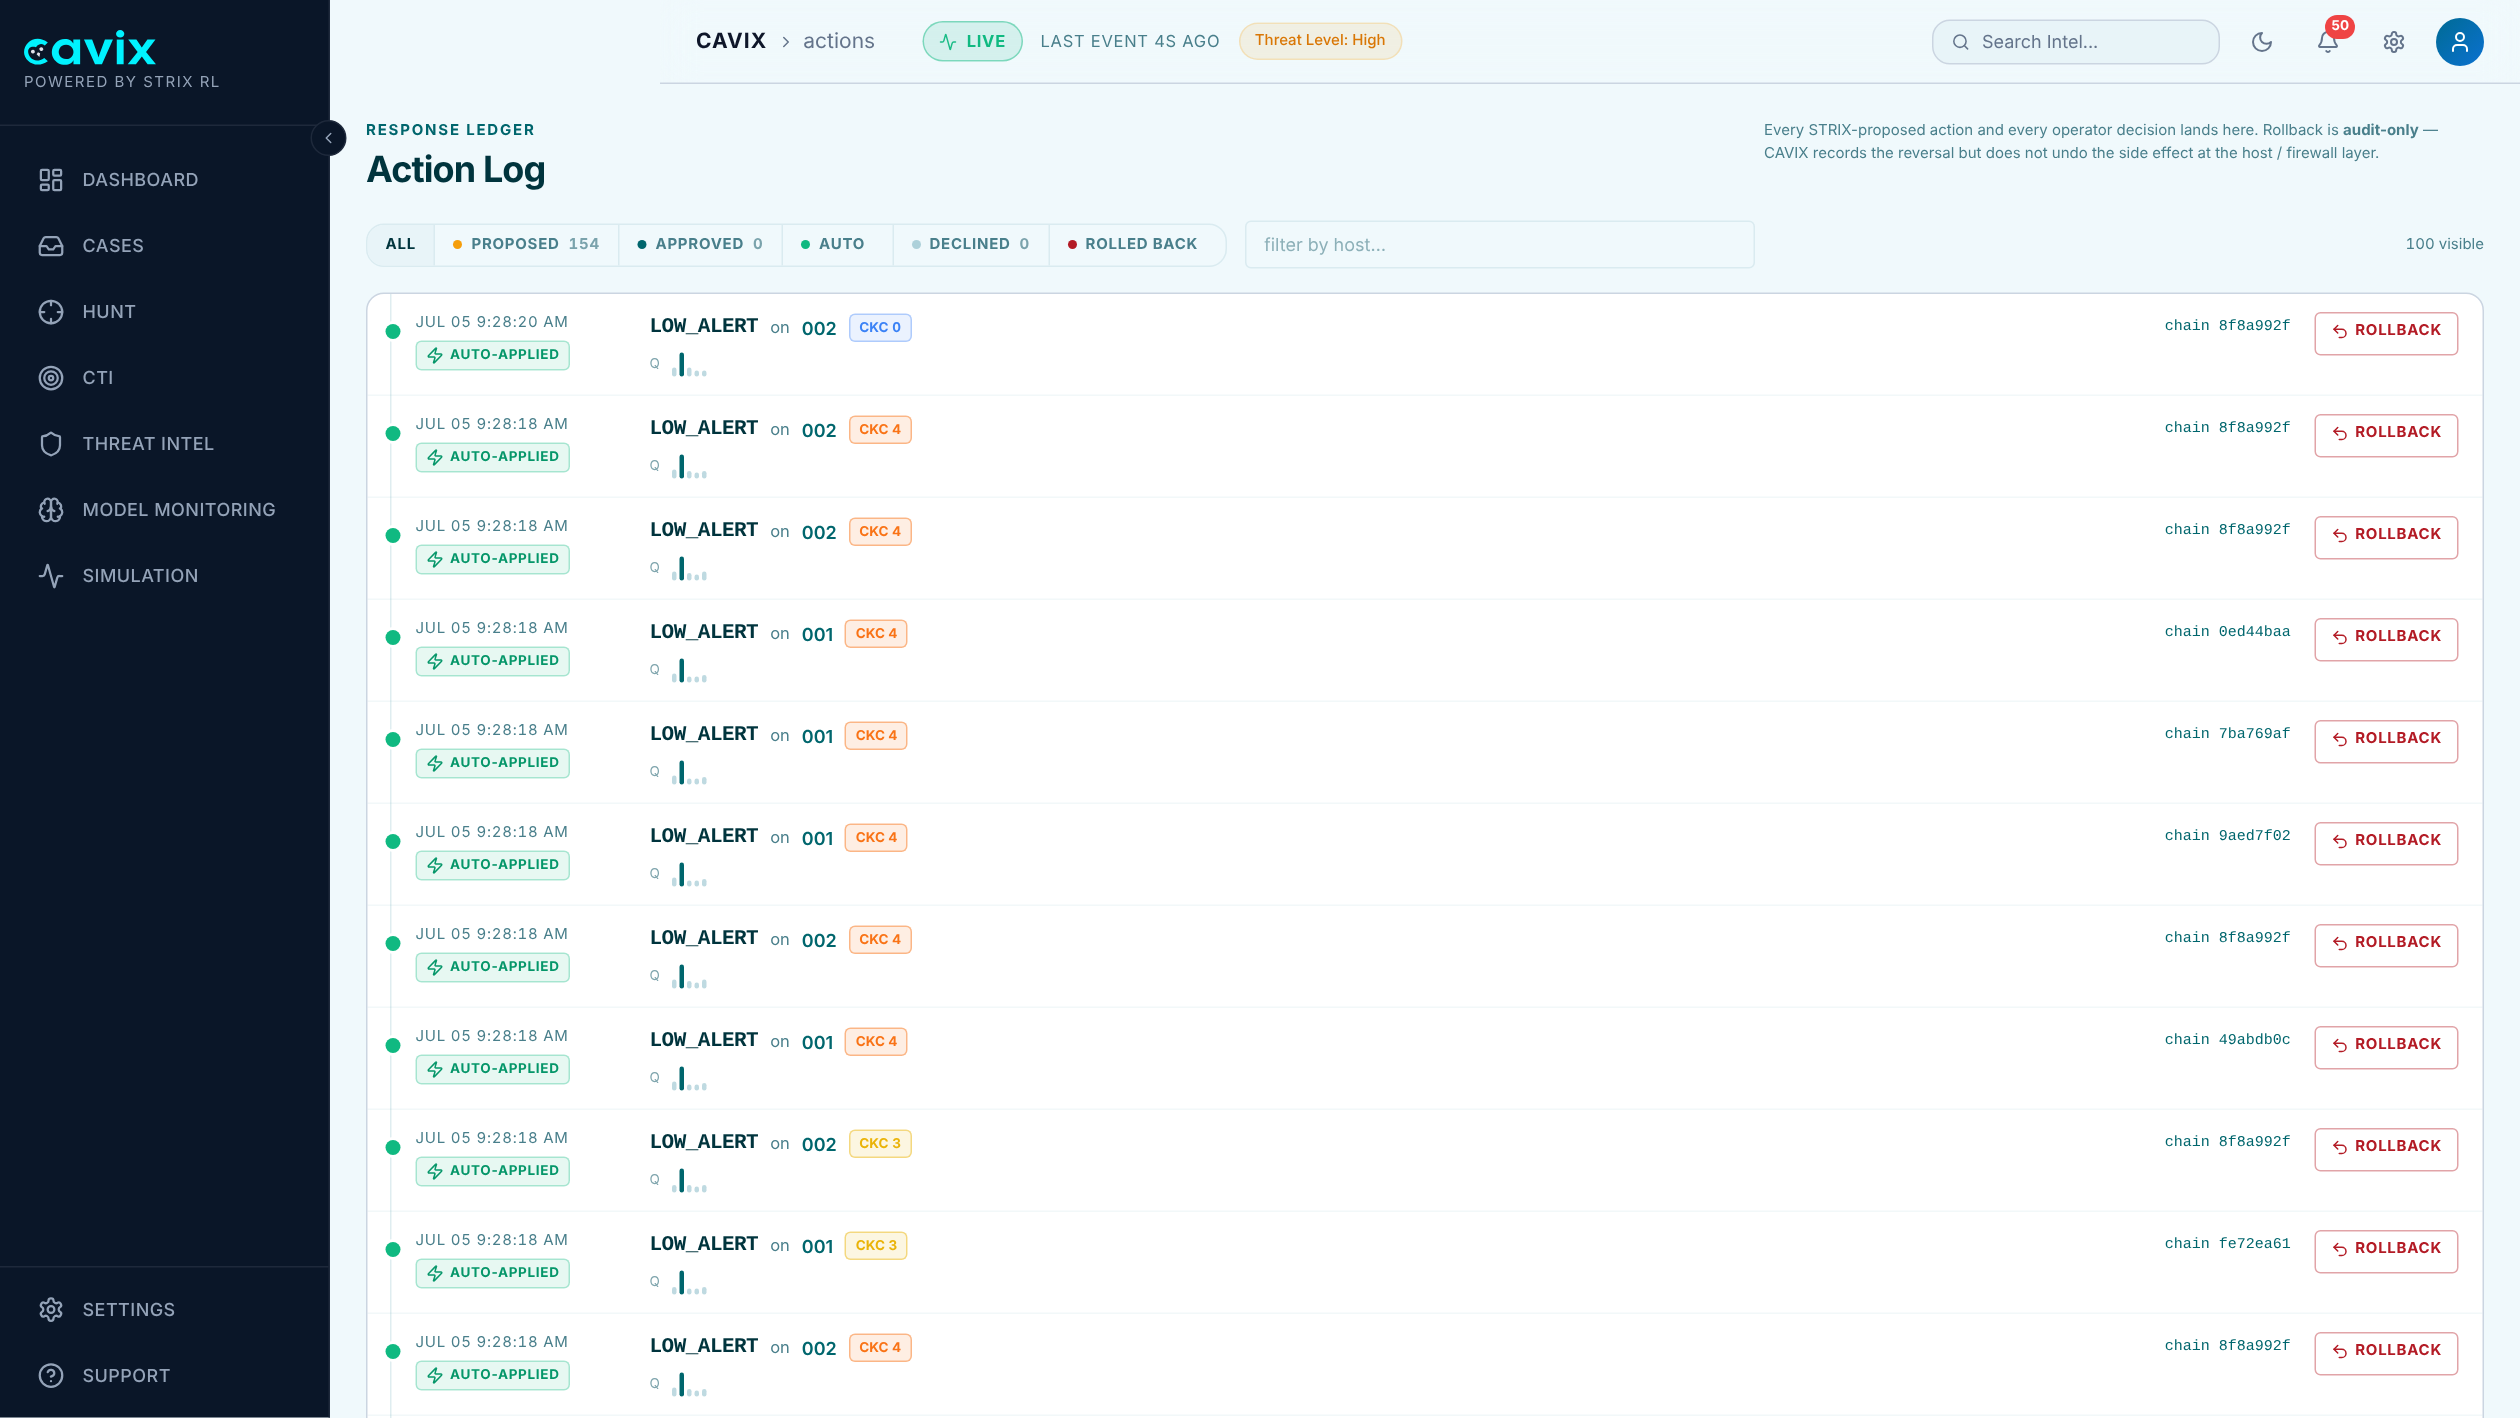 cavix
POWERED BY STRIX RL
DASHBOARD
CASES
HUNT
CTI
THREAT INTEL
MODEL MONITORING
SIMULATION
SETTINGS
SUPPORT
CAVIX › actions
LIVE
LAST EVENT 4S AGO
Threat Level: High
Search Intel...
50
RESPONSE LEDGER
Action Log
Every STRIX-proposed action and every operator decision lands here. Rollback is audit-only —
CAVIX records the reversal but does not undo the side effect at the host / firewall layer.
ALL
PROPOSED 154
APPROVED 0
AUTO
DECLINED 0
ROLLED BACK
filter by host...
100 visible
JUL 05 9:28:20 AM
AUTO-APPLIED
LOW_ALERT on 002 CKC 0
Q
chain 8f8a992f
ROLLBACK
JUL 05 9:28:18 AM
AUTO-APPLIED
LOW_ALERT on 002 CKC 4
Q
chain 8f8a992f
ROLLBACK
JUL 05 9:28:18 AM
AUTO-APPLIED
LOW_ALERT on 002 CKC 4
Q
chain 8f8a992f
ROLLBACK
JUL 05 9:28:18 AM
AUTO-APPLIED
LOW_ALERT on 001 CKC 4
Q
chain 0ed44baa
ROLLBACK
JUL 05 9:28:18 AM
AUTO-APPLIED
LOW_ALERT on 001 CKC 4
Q
chain 7ba769af
ROLLBACK
JUL 05 9:28:18 AM
AUTO-APPLIED
LOW_ALERT on 001 CKC 4
Q
chain 9aed7f02
ROLLBACK
JUL 05 9:28:18 AM
AUTO-APPLIED
LOW_ALERT on 002 CKC 4
Q
chain 8f8a992f
ROLLBACK
JUL 05 9:28:18 AM
AUTO-APPLIED
LOW_ALERT on 001 CKC 4
Q
chain 49abdb0c
ROLLBACK
JUL 05 9:28:18 AM
AUTO-APPLIED
LOW_ALERT on 002 CKC 3
Q
chain 8f8a992f
ROLLBACK
JUL 05 9:28:18 AM
AUTO-APPLIED
LOW_ALERT on 001 CKC 3
Q
chain fe72ea61
ROLLBACK
JUL 05 9:28:18 AM
AUTO-APPLIED
LOW_ALERT on 002 CKC 4
Q
chain 8f8a992f
ROLLBACK